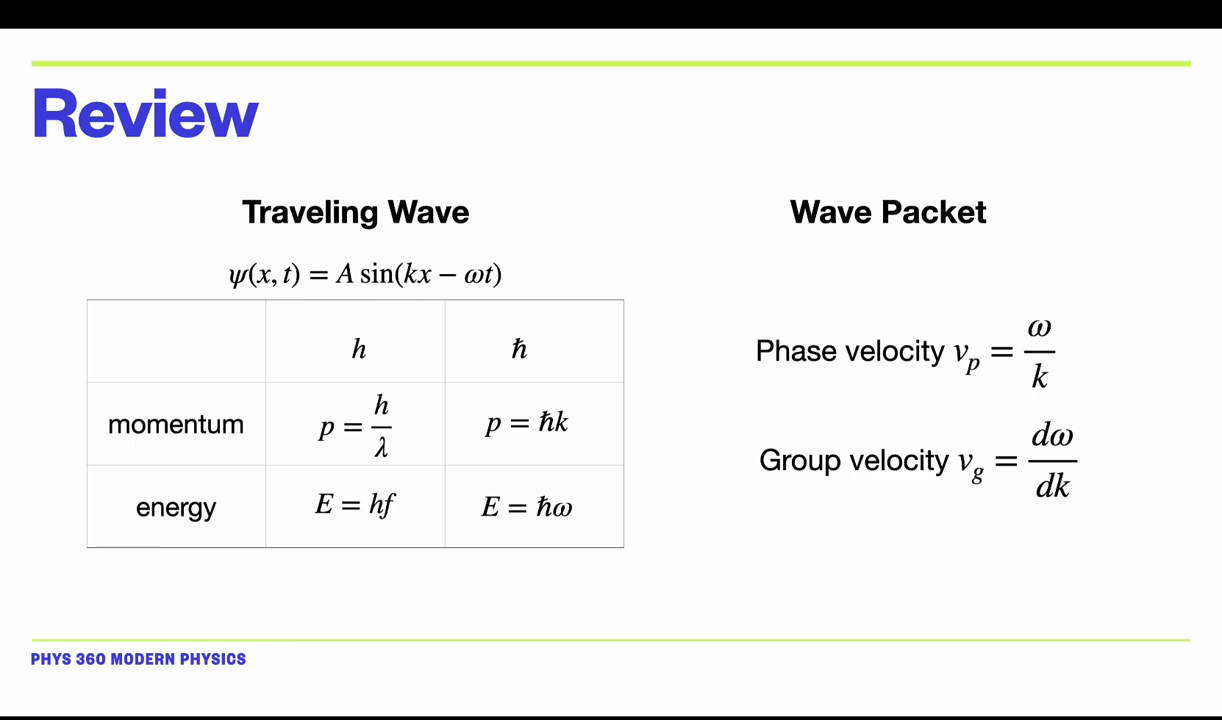 Review
Traveling Wave
ψ(x, t) = A sin(kx − ωt)
h ℏ
momentum p = h/λ p = ℏk
energy E = hf E = ℏω
Wave Packet
Phase velocity vₚ = ω/k
Group velocity v_g = dω/dk
PHYS 360 MODERN PHYSICS